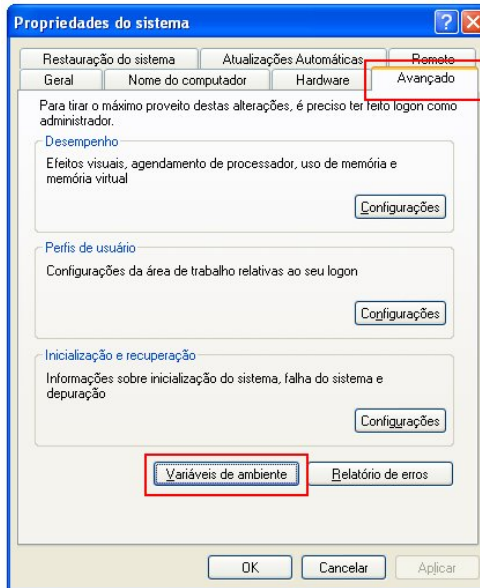 Propriedades do sistema
Restauração do sistema Atualizações Automáticas Remoto
Geral Nome do computador Hardware Avançado
Para tirar o máximo proveito destas alterações, é preciso ter feito logon como
administrador.
Desempenho
Efeitos visuais, agendamento de processador, uso de memória e
memória virtual
Configurações
Perfis de usuário
Configurações da área de trabalho relativas ao seu logon
Configurações
Inicialização e recuperação
Informações sobre inicialização do sistema, falha do sistema e
depuração
Configurações
Variáveis de ambiente Relatório de erros
OK Cancelar Aplicar